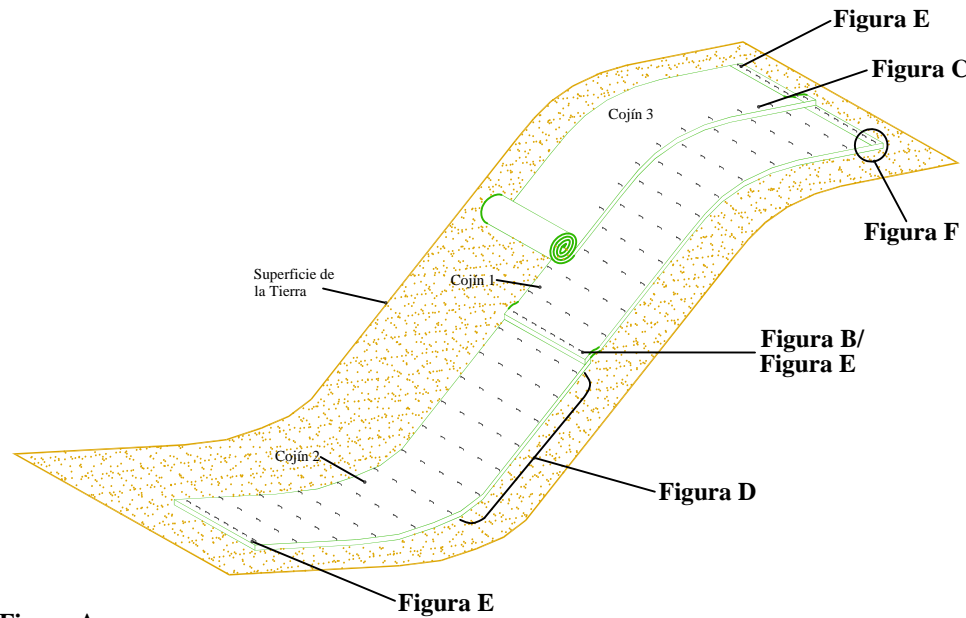 Figura E
Figura C
Cojín 3
Figura F
Superficie de
la Tierra
Cojín 1
Figura B/
Figura E
Cojín 2
Figura D
Figura E
Figura A